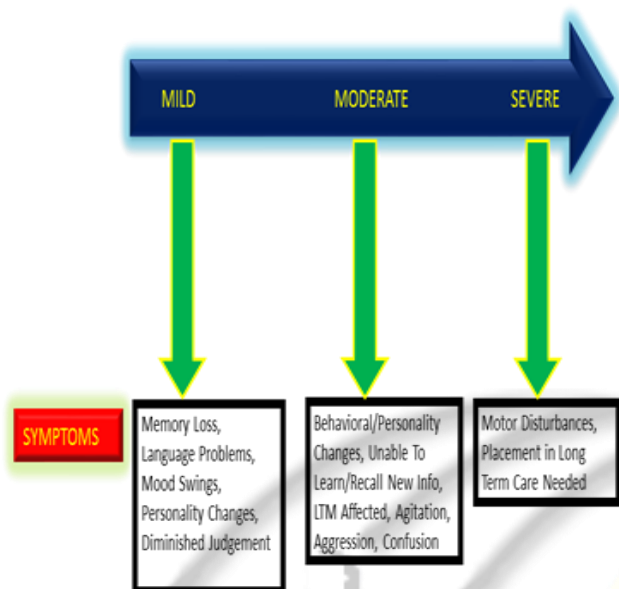 MILD MODERATE SEVERE
SYMPTOMS
Memory Loss,
Language Problems,
Mood Swings,
Personality Changes,
Diminished Judgement
Behavioral/Personality
Changes, Unable To
Learn/Recall New Info,
LTM Affected, Agitation,
Aggression, Confusion
Motor Disturbances,
Placement in Long
Term Care Needed